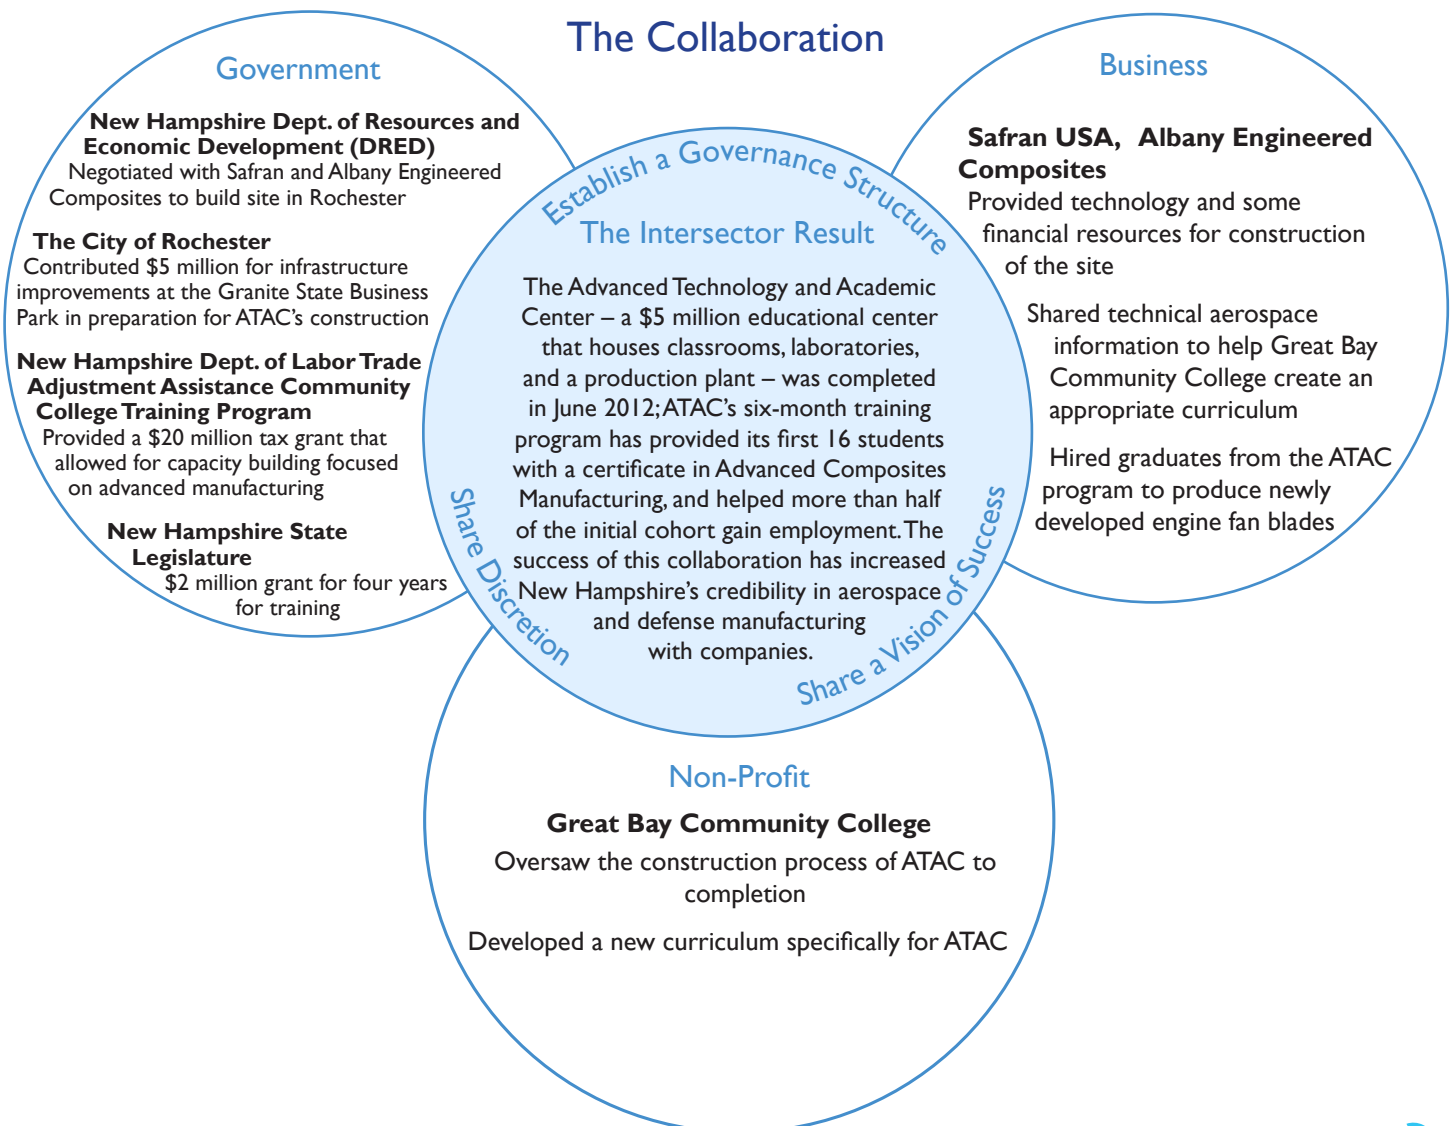 The Collaboration
Government
New Hampshire Dept. of Resources and
Economic Development (DRED)
Negotiated with Safran and Albany Engineered
Composites to build site in Rochester
The City of Rochester
Contributed $5 million for infrastructure
improvements at the Granite State Business
Park in preparation for ATAC's construction
New Hampshire Dept. of Labor Trade
Adjustment Assistance Community
College Training Program
Provided a $20 million tax grant that
allowed for capacity building focused
on advanced manufacturing
New Hampshire State
Legislature
$2 million grant for four years
for training
Establish a Governance Structure
The Intersector Result
The Advanced Technology and Academic
Center – a $5 million educational center
that houses classrooms, laboratories,
and a production plant – was completed
in June 2012; ATAC's six-month training
program has provided its first 16 students
with a certificate in Advanced Composites
Manufacturing, and helped more than half
of the initial cohort gain employment. The
success of this collaboration has increased
New Hampshire's credibility in aerospace
and defense manufacturing
with companies.
Share Discretion
Share a Vision of Success
Business
Safran USA, Albany Engineered
Composites
Provided technology and some
financial resources for construction
of the site
Shared technical aerospace
information to help Great Bay
Community College create an
appropriate curriculum
Hired graduates from the ATAC
program to produce newly
developed engine fan blades
Non-Profit
Great Bay Community College
Oversaw the construction process of ATAC to
completion
Developed a new curriculum specifically for ATAC